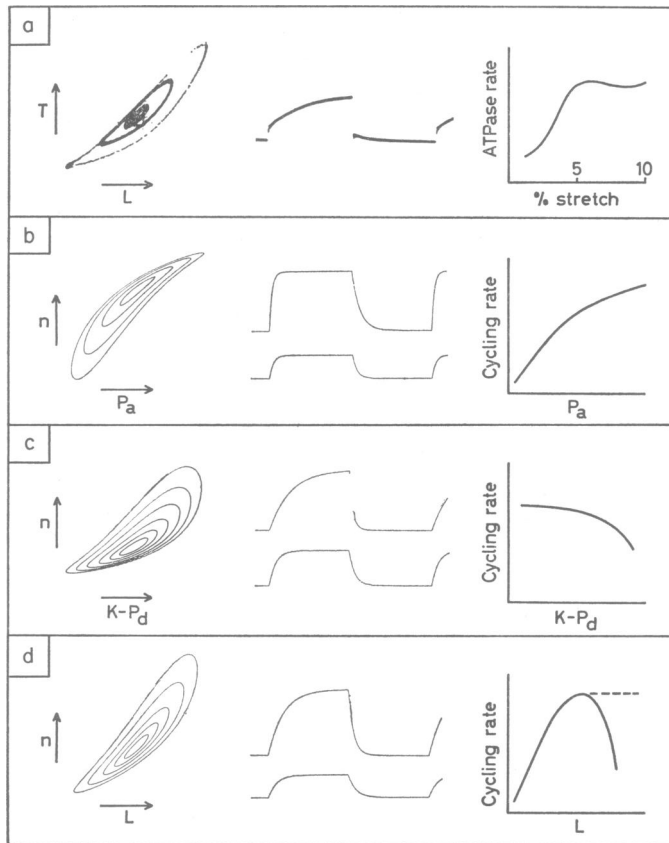 a
T
L
ATPase rate
5
10
% stretch
b
n
Pa
Cycling rate
Pa
c
n
K-Pd
Cycling rate
K-Pd
d
n
L
Cycling rate
L